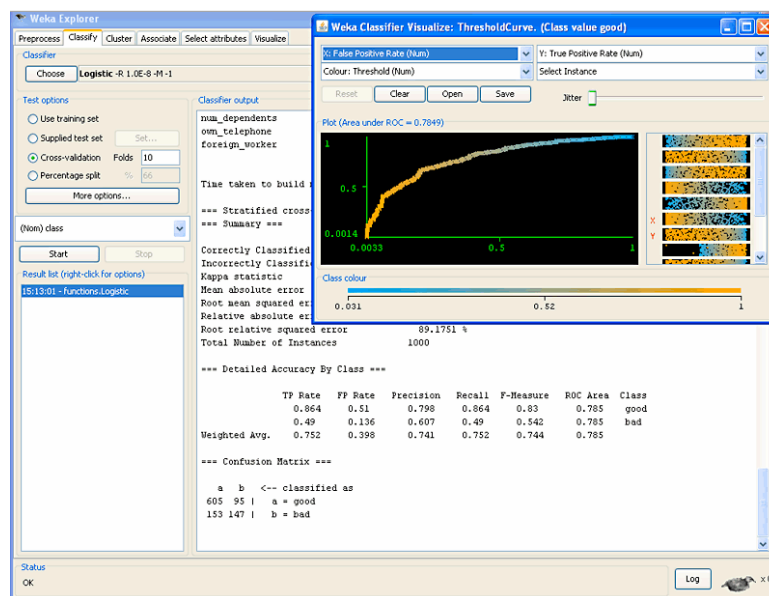 Weka Explorer
Preprocess Classify Cluster Associate Select attributes Visualize
Classifier
Choose Logistic -R 1.0E-8 -M -1
Test options
Use training set
Supplied test set Set...
Cross-validation Folds 10
Percentage split % 66
More options...
(Nom) class
Start Stop
Result list (right-click for options)
15:13:01 - functions.Logistic
Classifier output
num_dependents
own_telephone
foreign_worker
Time taken to build
=== Stratified cross
=== Summary ===
Correctly Classified
Incorrectly Classifi
Kappa statistic
Mean absolute error
Root mean squared er
Relative absolute er
Root relative squared error 89.1751 %
Total Number of Instances 1000
=== Detailed Accuracy By Class ===
TP Rate FP Rate Precision Recall F-Measure ROC Area Class
0.864 0.51 0.798 0.864 0.83 0.785 good
0.49 0.136 0.607 0.49 0.542 0.785 bad
Weighted Avg. 0.752 0.398 0.741 0.752 0.744 0.785
=== Confusion Matrix ===
a b <-- classified as
605 95 | a = good
153 147 | b = bad
Weka Classifier Visualize: ThresholdCurve. (Class value good)
X: False Positive Rate (Num) Y: True Positive Rate (Num)
Colour: Threshold (Num) Select Instance
Reset Clear Open Save Jitter
Plot (Area under ROC = 0.7849)
1
0.5
0.0014
0.0033 0.5 1
X
Y
Class colour
0.031 0.52 1
Status
OK
Log x